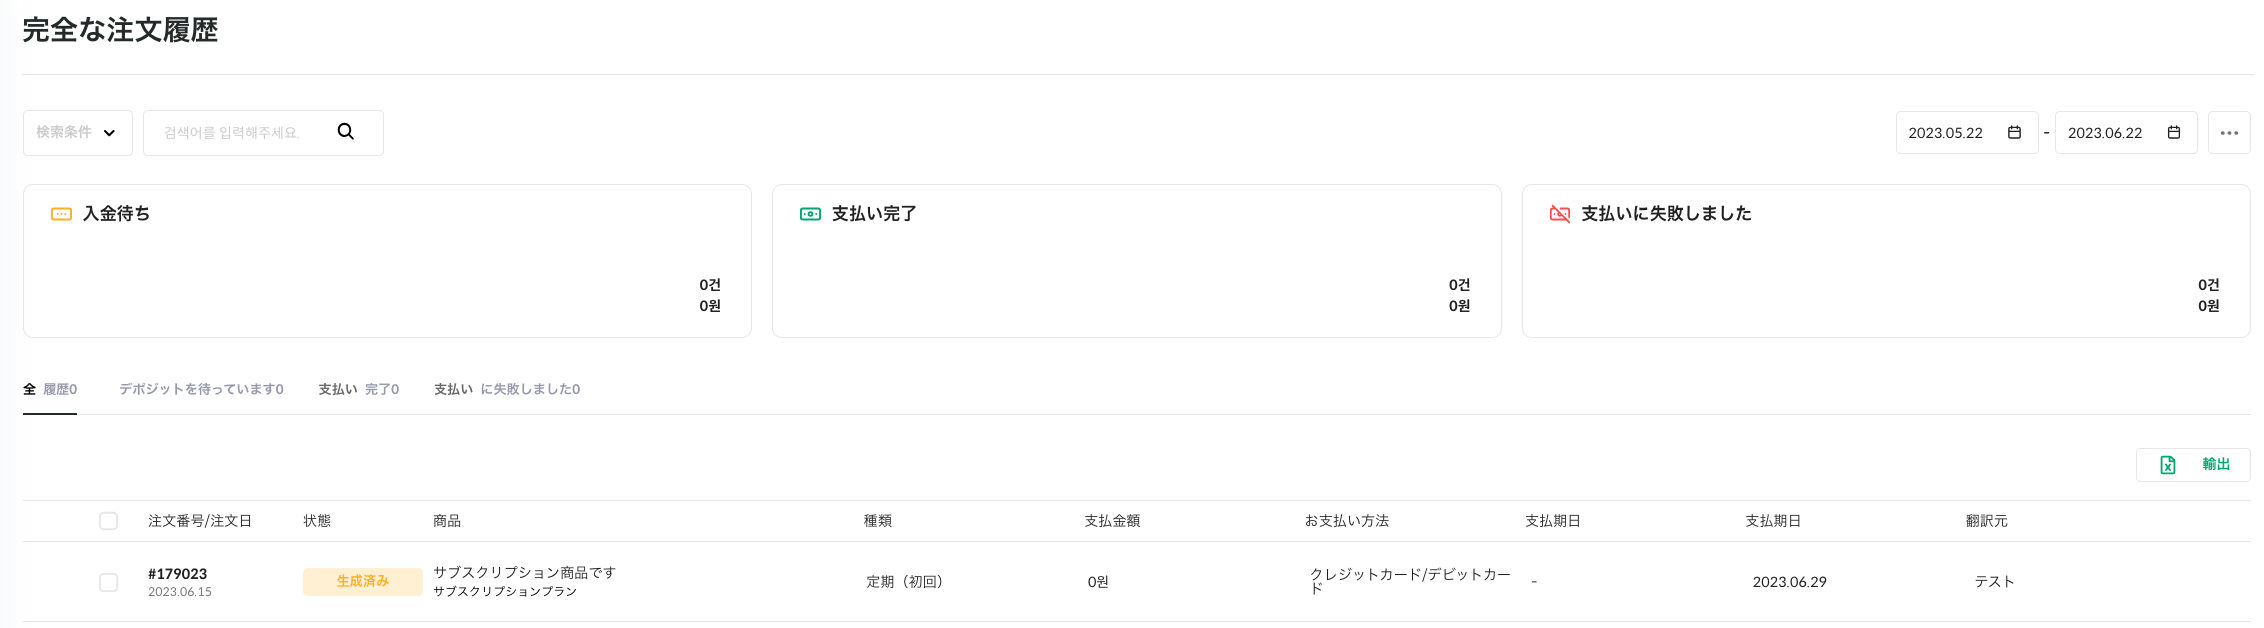 完全な注文履歴
検索条件
검색어를 입력해주세요.
2023.05.22 - 2023.06.22
入金待ち
0건
0원
支払い完了
0건
0원
支払いに失敗しました
0건
0원
全 履歴0 デポジットを待っています0 支払い 完了0 支払い に失敗しました0
輸出
注文番号/注文日 状態 商品 種類 支払金額 お支払い方法 支払期日 支払期日 翻訳元
#179023
2023.06.15
生成済み
サブスクリプション商品です
サブスクリプションプラン
定期（初回）
0원
クレジットカード/デビットカー
ド
-
2023.06.29
テスト